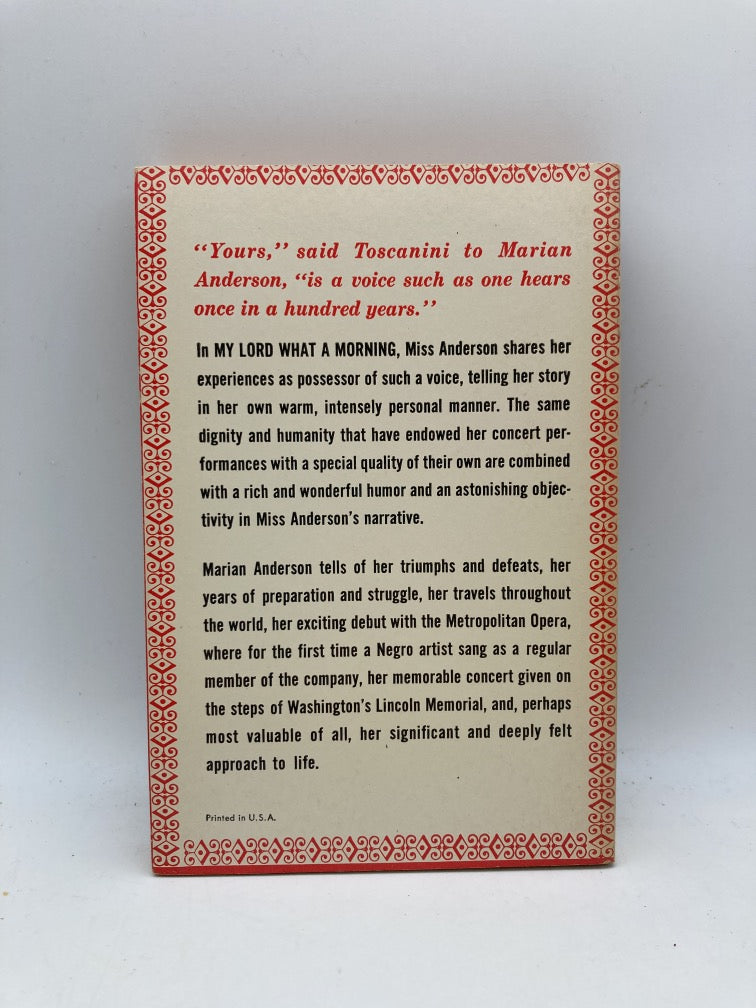 “Yours,” said Toscanini to Marian
Anderson, “is a voice such as one hears
once in a hundred years.”
In MY LORD WHAT A MORNING, Miss Anderson shares her
experiences as possessor of such a voice, telling her story
in her own warm, intensely personal manner. The same
dignity and humanity that have endowed her concert per-
formances with a special quality of their own are combined
with a rich and wonderful humor and an astonishing objec-
tivity in Miss Anderson’s narrative.
Marian Anderson tells of her triumphs and defeats, her
years of preparation and struggle, her travels throughout
the world, her exciting debut with the Metropolitan Opera,
where for the first time a Negro artist sang as a regular
member of the company, her memorable concert given on
the steps of Washington’s Lincoln Memorial, and, perhaps
most valuable of all, her significant and deeply felt
approach to life.
Printed in U.S.A.